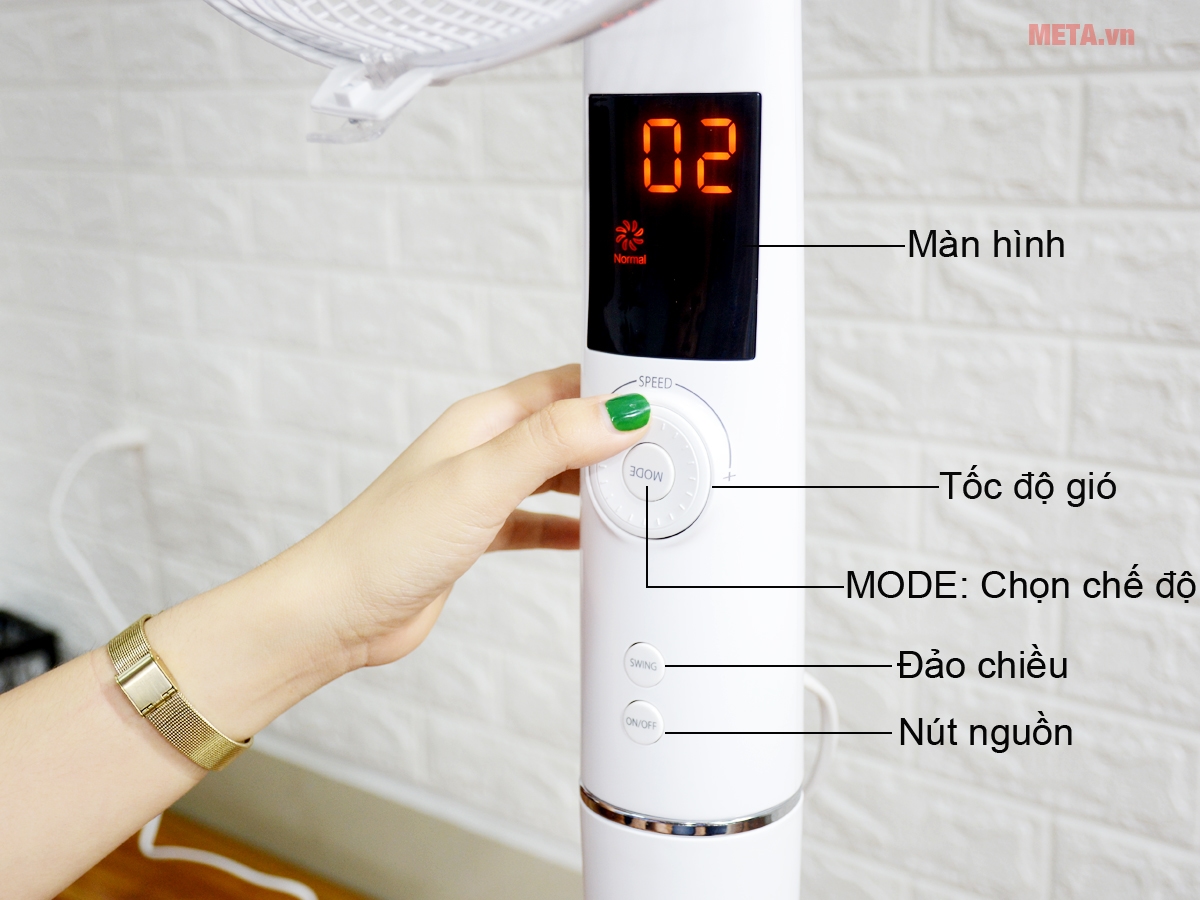 META.vn
02
Normal
Màn hình
SPEED
MODE
+
Tốc độ gió
MODE: Chọn chế độ
SWING
Đảo chiều
ON/OFF
Nút nguồn